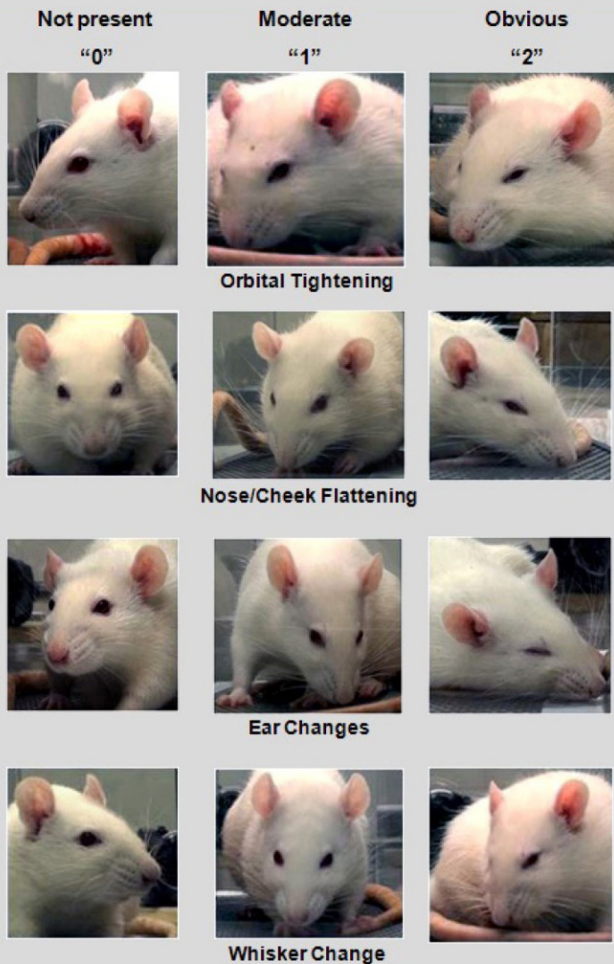 Not present Moderate Obvious
“0” “1” “2”
Orbital Tightening
Nose/Cheek Flattening
Ear Changes
Whisker Change